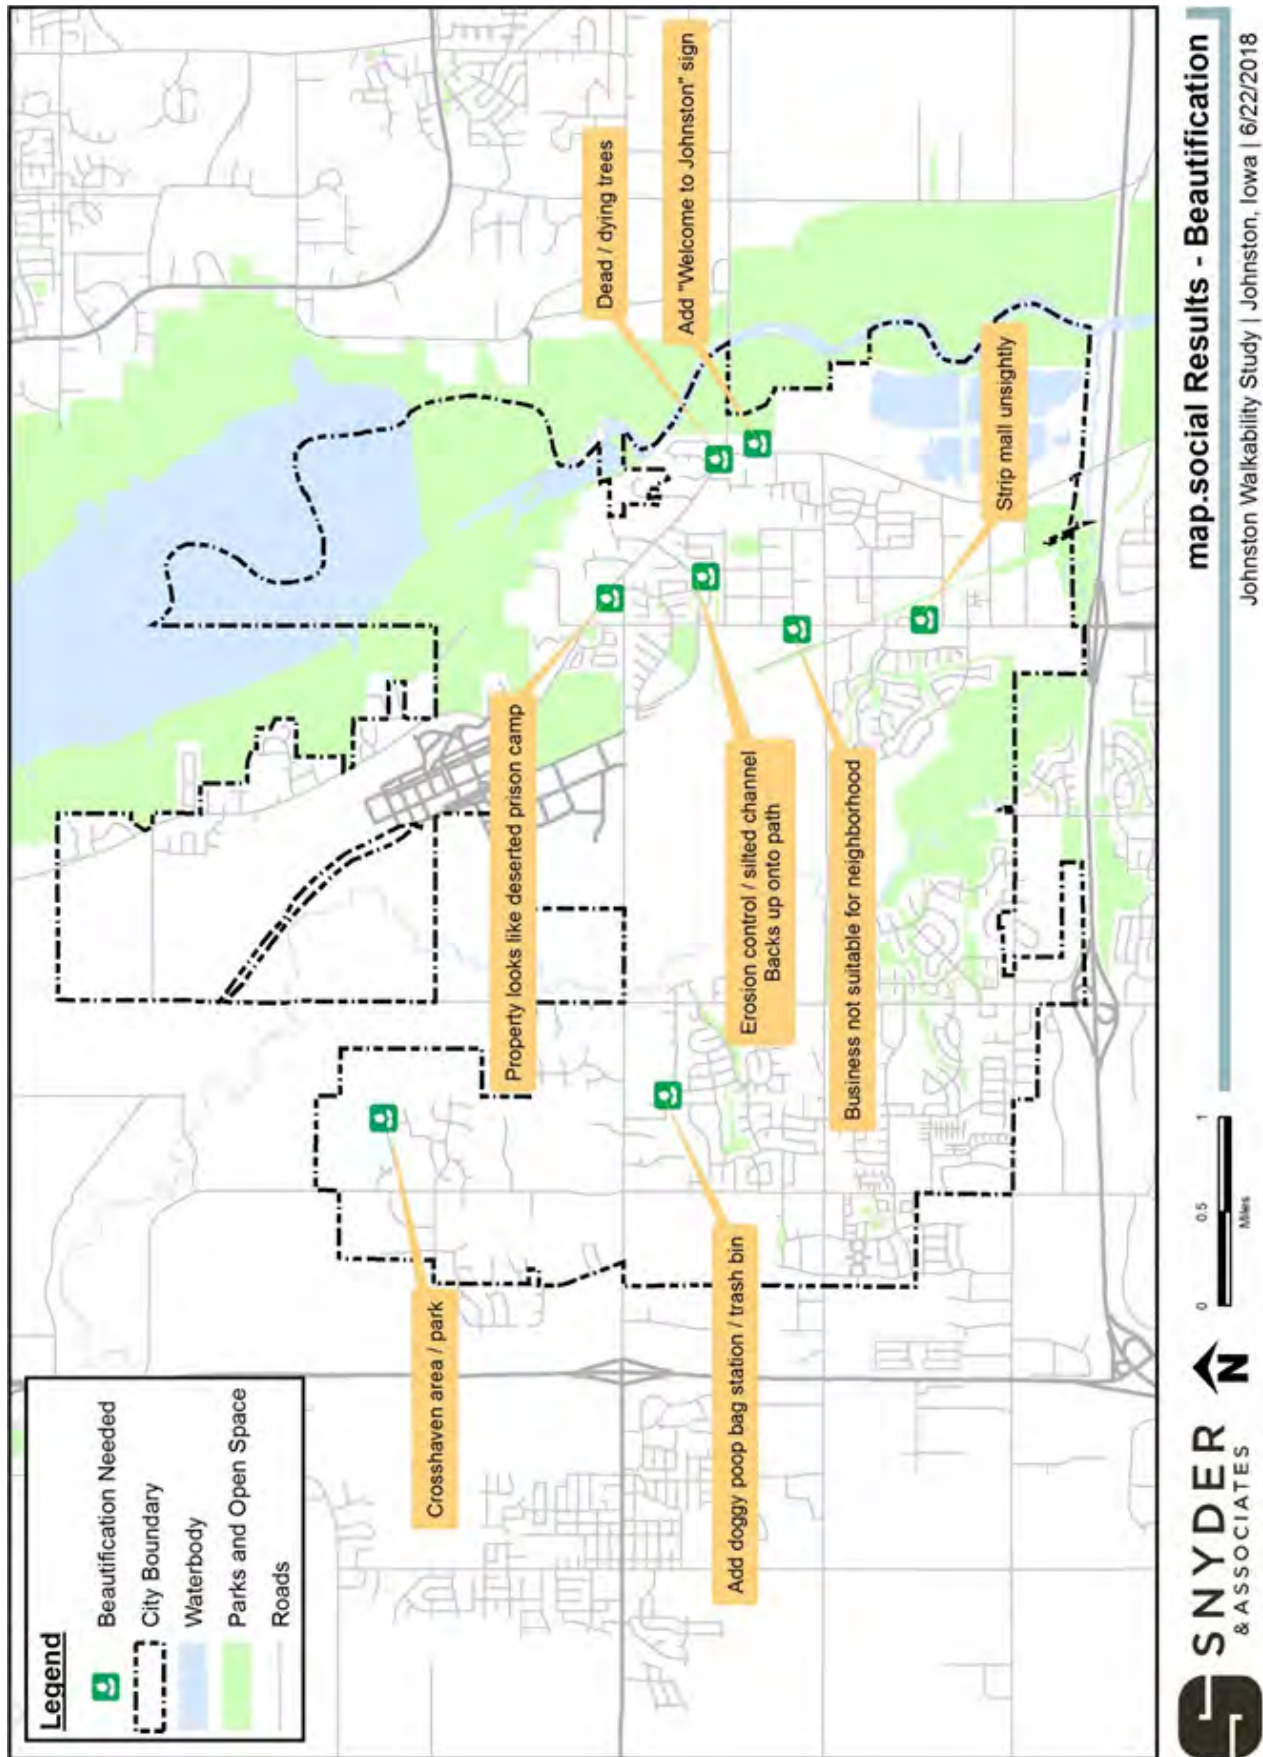 Legend
Beautification Needed
City Boundary
Waterbody
Parks and Open Space
Roads
Crosshaven area / park
Add doggy poop bag station / trash bin
Property looks like deserted prison camp
Erosion control / silted channel
Backs up onto path
Business not suitable for neighborhood
Dead / dying trees
Add "Welcome to Johnston" sign
Strip mall unsightly
SNYDER
& ASSOCIATES
N
0 0.5 1
Miles
map.social Results - Beautification
Johnston Walkability Study | Johnston, Iowa | 6/22/2018